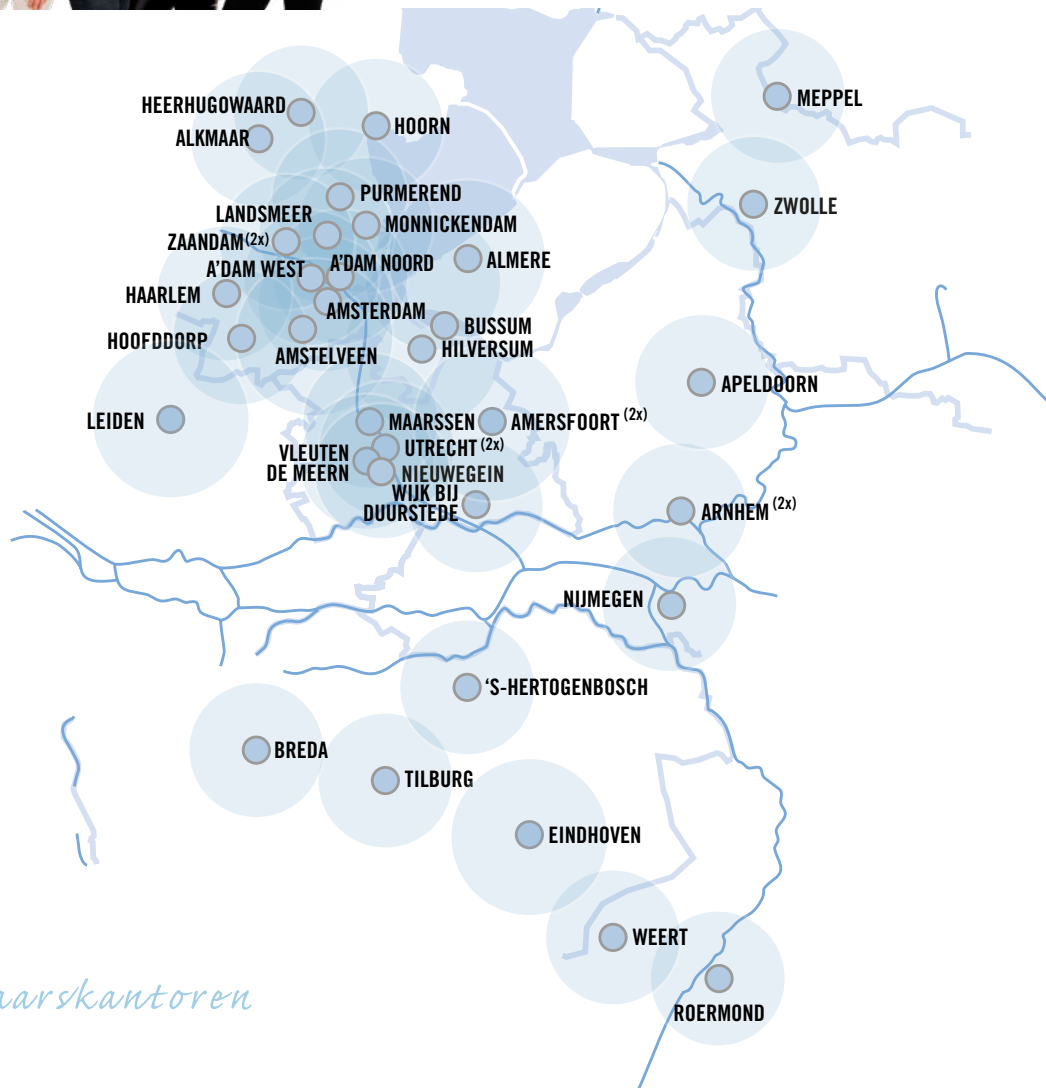 MEPPEL
HEERHUGOWAARD
HOORN
ALKMAAR
PURMEREND
ZWOLLE
LANDSMEER
MONNICKENDAM
ZAANDAM (2x)
A'DAM WEST
A'DAM NOORD
ALMERE
HAARLEM
AMSTERDAM
BUSSUM
HOOFDDORP
HILVERSUM
AMSTELVEEN
APELDOORN
LEIDEN
MAARSSEN
AMERSFOORT (2x)
UTRECHT (2x)
VLEUTEN
DE MEERN
NIEUWEGEIN
WIJK BIJ
DUURSTEDE
ARNHEM (2x)
NIJMEGEN
‘S-HERTOGENBOSCH
BREDA
TILBURG
EINDHOVEN
WEERT
aarskantoren
ROERMOND